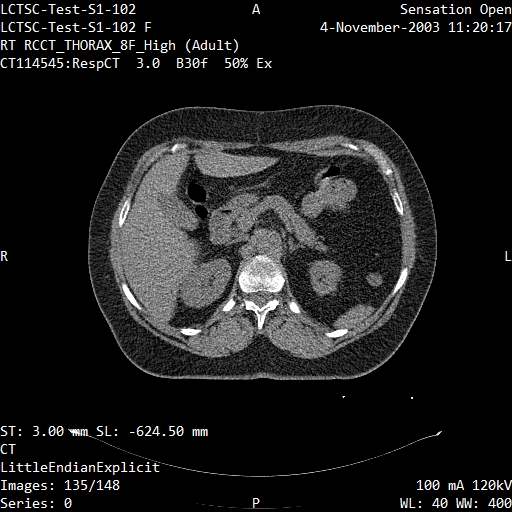 LCTSC-Test-S1-102 A Sensation Open
LCTSC-Test-S1-102 F 4-November-2003 11:20:17
RT RCCT_THORAX_8F_High (Adult)
CT114545:RespCT 3.0 B30f 50% Ex
R L
ST: 3.00 mm SL: -624.50 mm
CT
LittleEndianExplicit
Images: 135/148 100 mA 120kV
Series: 0 P WL: 40 WW: 400